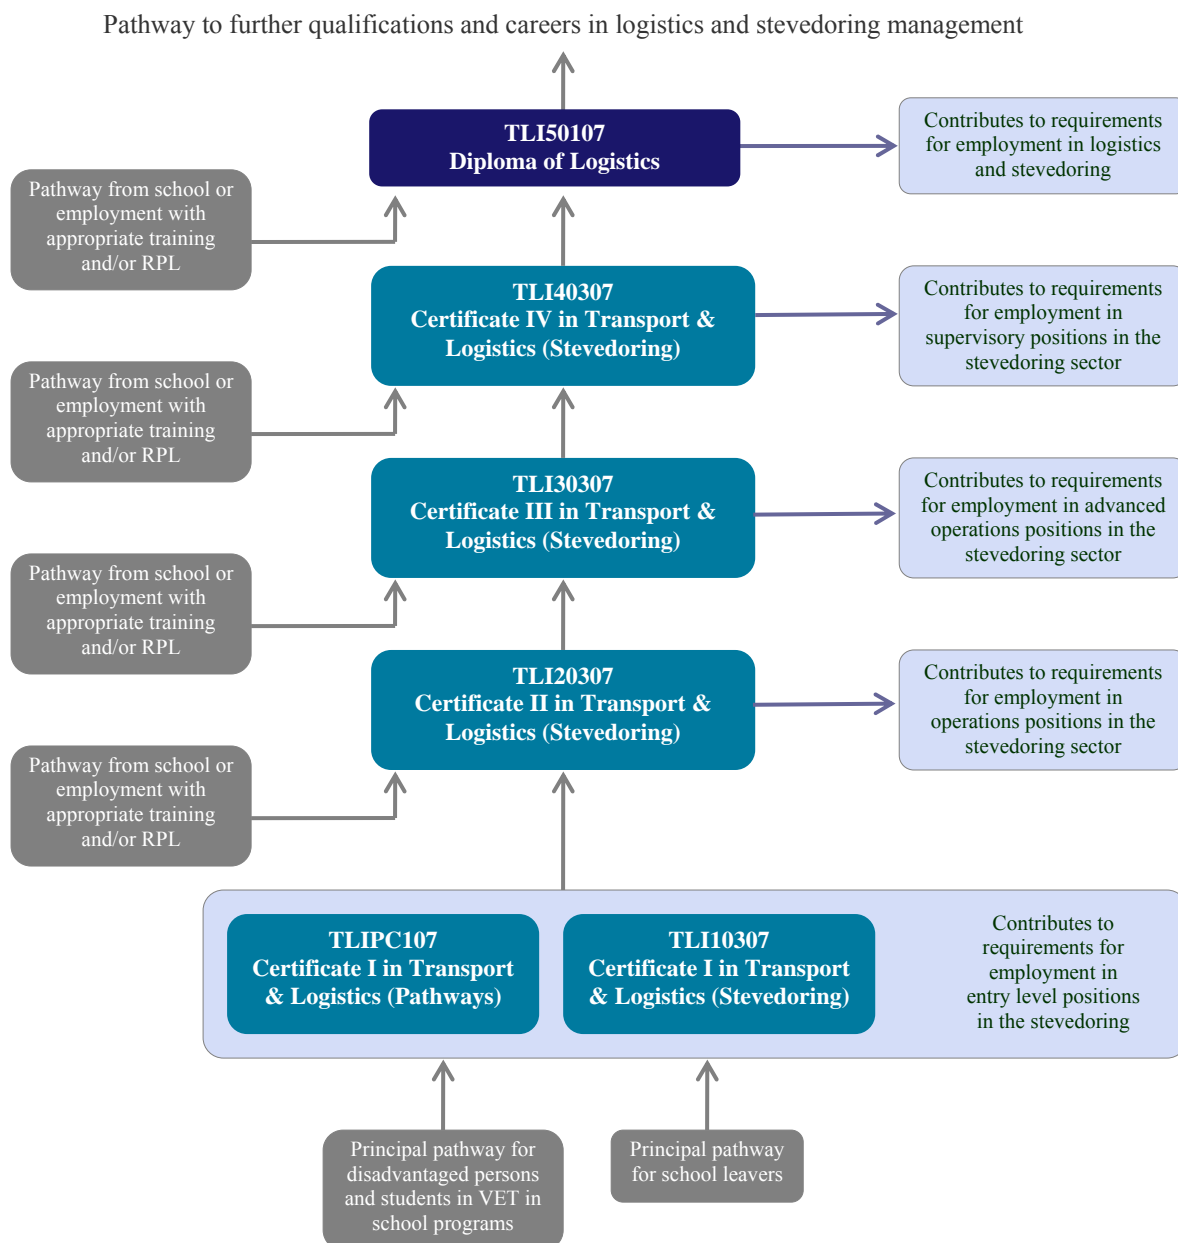 Pathway to further qualifications and careers in logistics and stevedoring management
TLI50107
Diploma of Logistics
Contributes to requirements
for employment in logistics
and stevedoring
Pathway from school or
employment with
appropriate training
and/or RPL
TLI40307
Certificate IV in Transport &
Logistics (Stevedoring)
Contributes to requirements
for employment in
supervisory positions in the
stevedoring sector
Pathway from school or
employment with
appropriate training
and/or RPL
TLI30307
Certificate III in Transport &
Logistics (Stevedoring)
Contributes to requirements
for employment in advanced
operations positions in the
stevedoring sector
Pathway from school or
employment with
appropriate training
and/or RPL
TLI20307
Certificate II in Transport &
Logistics (Stevedoring)
Contributes to requirements
for employment in
operations positions in the
stevedoring sector
Pathway from school or
employment with
appropriate training
and/or RPL
TLIPC107
Certificate I in Transport
& Logistics (Pathways)
TLI10307
Certificate I in Transport
& Logistics (Stevedoring)
Contributes to
requirements for
employment in
entry level positions
in the stevedoring
Principal pathway for
disadvantaged persons
and students in VET in
school programs
Principal pathway
for school leavers